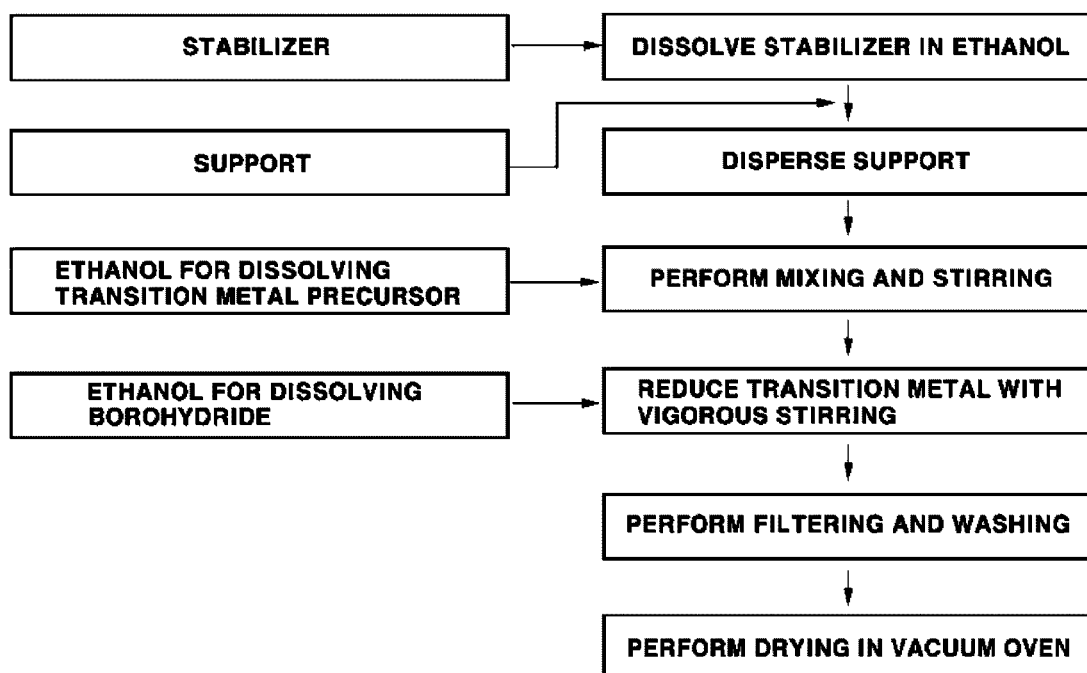 STABILIZER
DISSOLVE STABILIZER IN ETHANOL
SUPPORT
DISPERSE SUPPORT
ETHANOL FOR DISSOLVING
TRANSITION METAL PRECURSOR
PERFORM MIXING AND STIRRING
ETHANOL FOR DISSOLVING
BOROHYDRIDE
REDUCE TRANSITION METAL WITH
VIGOROUS STIRRING
PERFORM FILTERING AND WASHING
PERFORM DRYING IN VACUUM OVEN